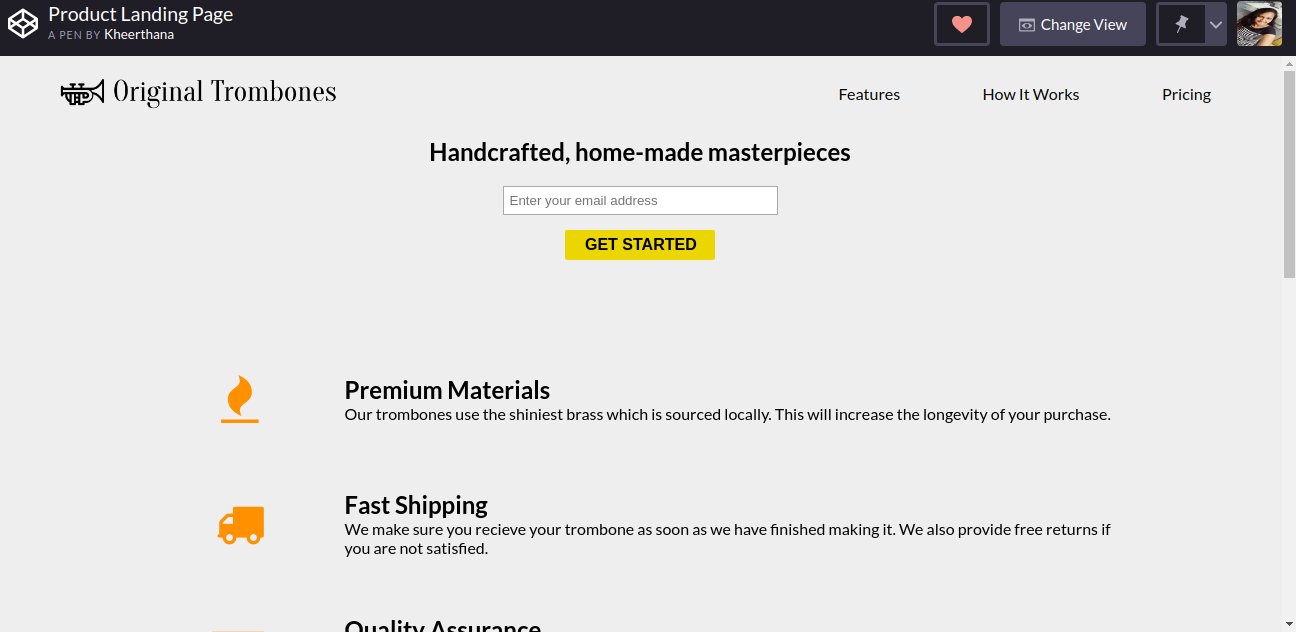 Product Landing Page
A PEN BY Kheerthana
Change View
Original Trombones
Features
How It Works
Pricing
Handcrafted, home-made masterpieces
Enter your email address
GET STARTED
Premium Materials
Our trombones use the shiniest brass which is sourced locally. This will increase the longevity of your purchase.
Fast Shipping
We make sure you recieve your trombone as soon as we have finished making it. We also provide free returns if
you are not satisfied.
Quality Assurance